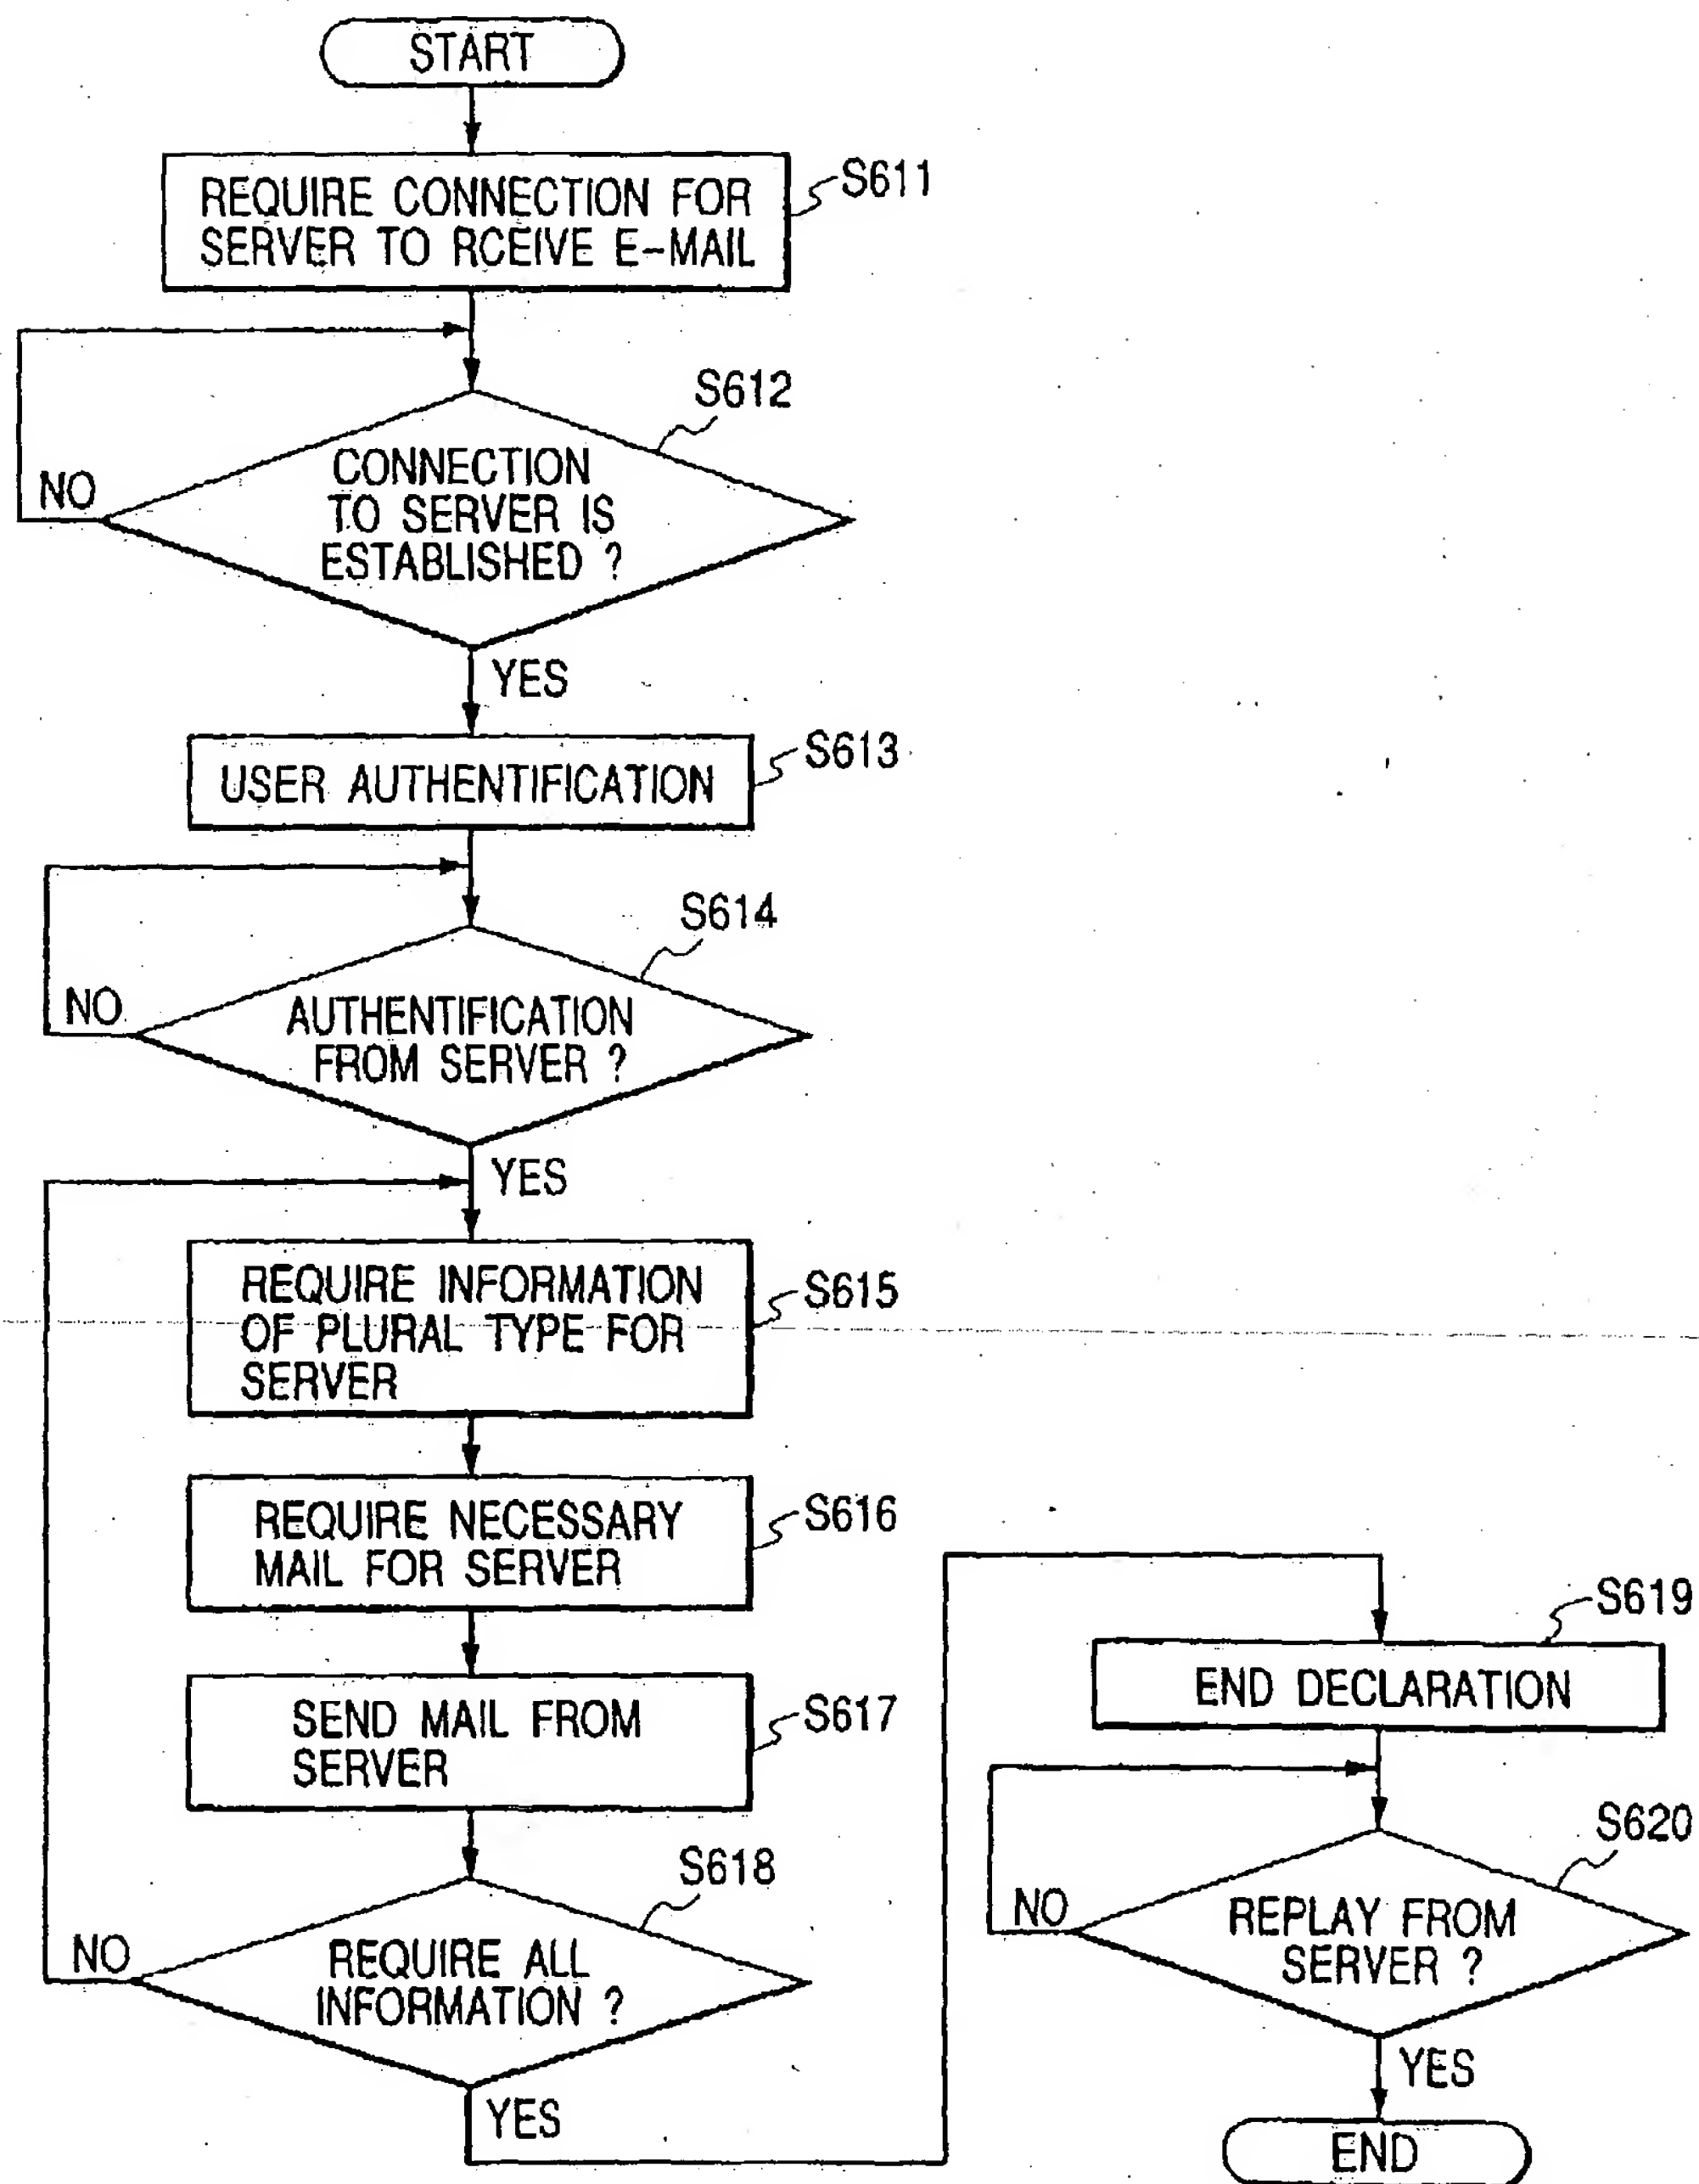 START
REQUIRE CONNECTION FOR
SERVER TO RCEIVE E-MAIL
S611
S612
CONNECTION
TO SERVER IS
ESTABLISHED ?
NO
YES
USER AUTHENTIFICATION
S613
S614
AUTHENTIFICATION
FROM SERVER ?
NO
YES
REQUIRE INFORMATION
OF PLURAL TYPE FOR
SERVER
S615
REQUIRE NECESSARY
MAIL FOR SERVER
S616
SEND MAIL FROM
SERVER
S617
S618
REQUIRE ALL
INFORMATION ?
NO
YES
S619
END DECLARATION
S620
REPLAY FROM
SERVER ?
NO
YES
END